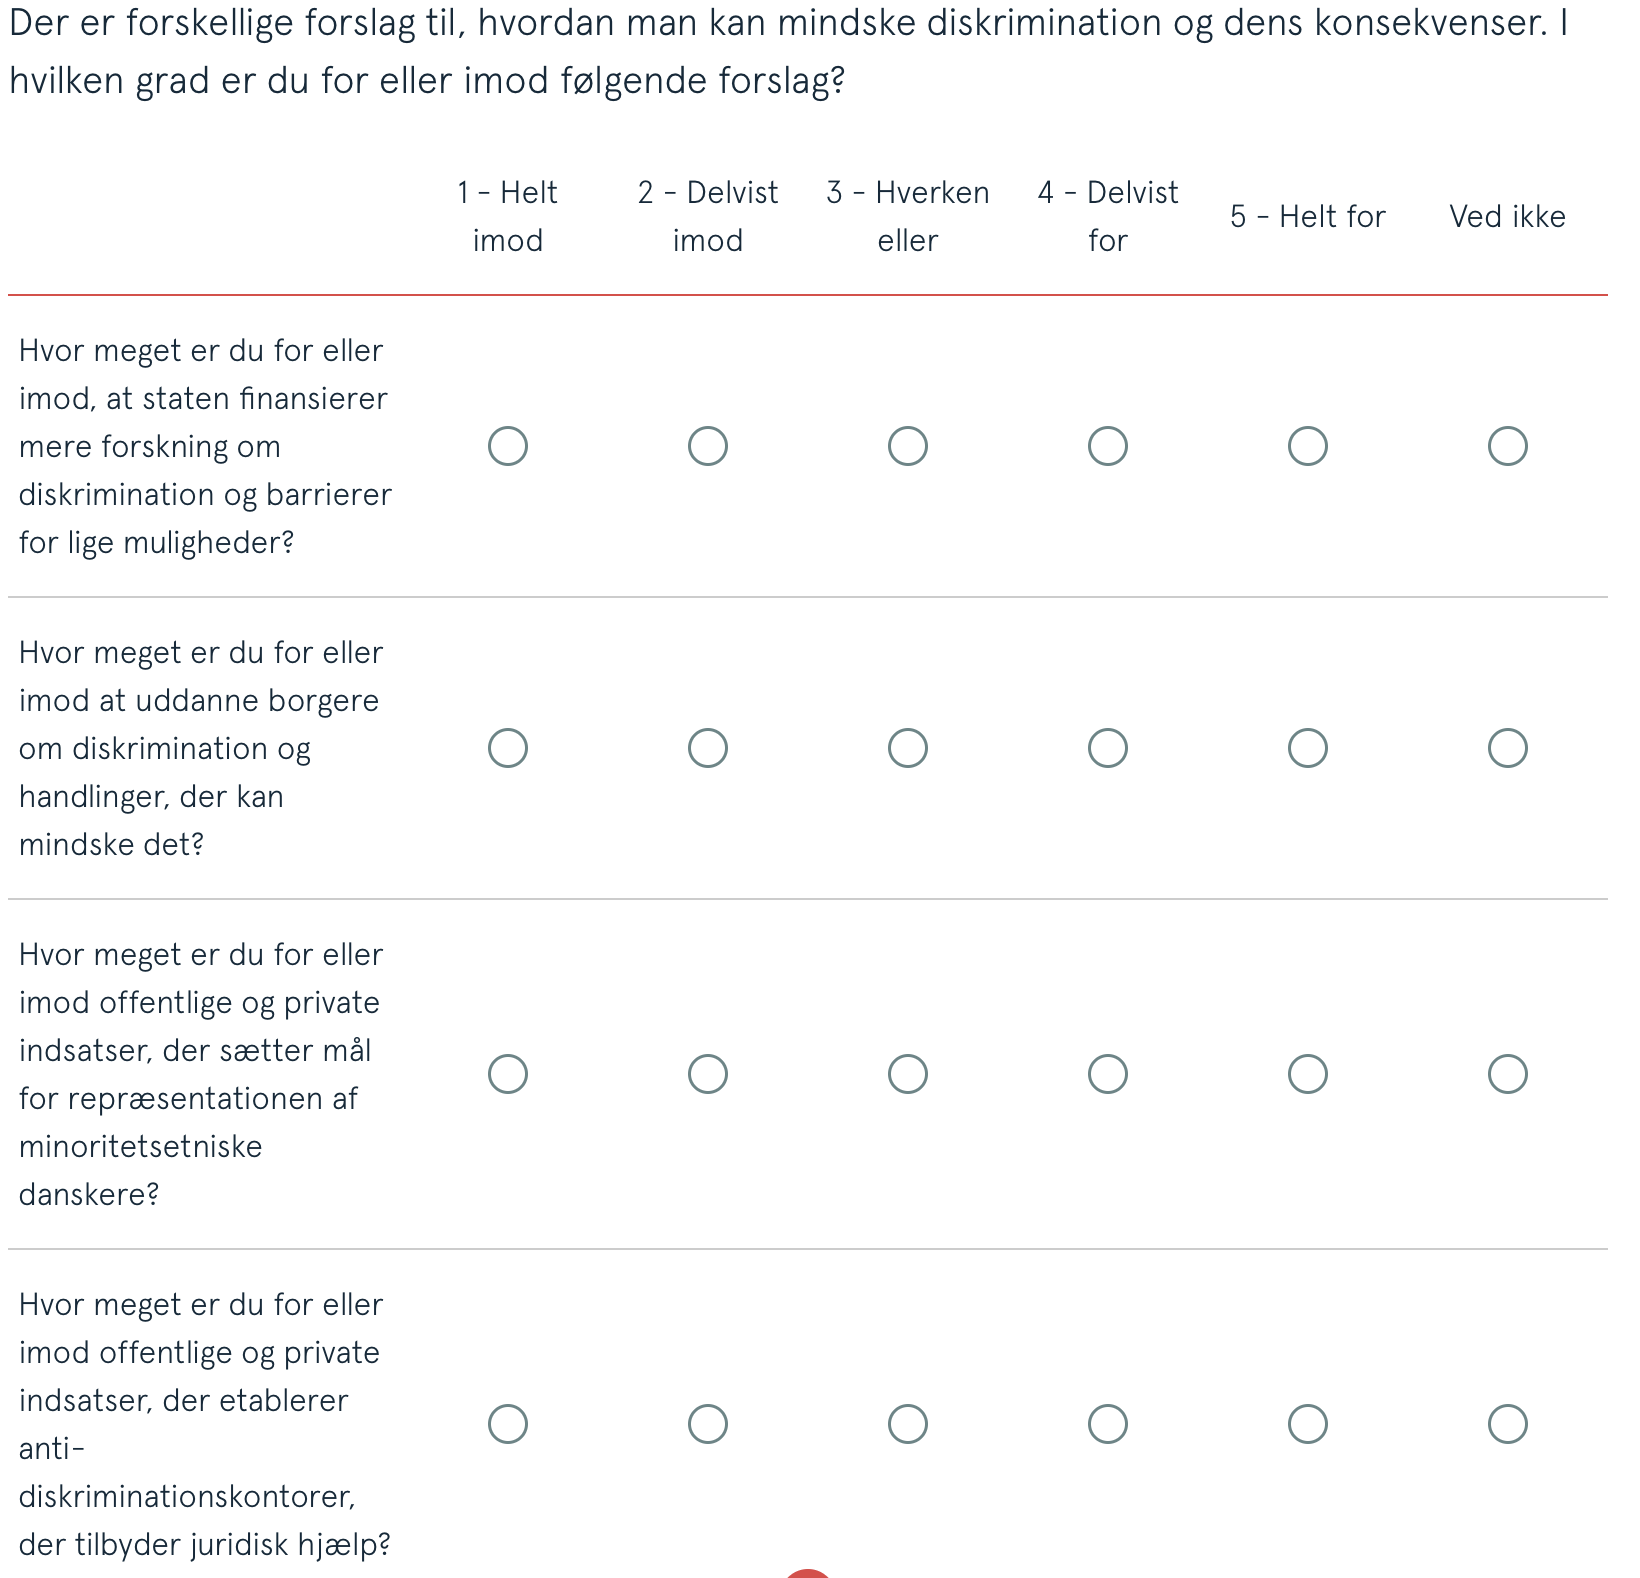 Der er forskellige forslag til, hvordan man kan mindske diskrimination og dens konsekvenser. I
hvilken grad er du for eller imod følgende forslag?
1 - Helt imod
2 - Delvist imod
3 - Hverken eller
4 - Delvist for
5 - Helt for
Ved ikke
Hvor meget er du for eller
imod, at staten finansierer
mere forskning om
diskrimination og barrierer
for lige muligheder?
Hvor meget er du for eller
imod at uddanne borgere
om diskrimination og
handlinger, der kan
mindske det?
Hvor meget er du for eller
imod offentlige og private
indsatser, der sætter mål
for repræsentationen af
minoritetsetniske
danskere?
Hvor meget er du for eller
imod offentlige og private
indsatser, der etablerer
anti-
diskriminationskontorer,
der tilbyder juridisk hjælp?